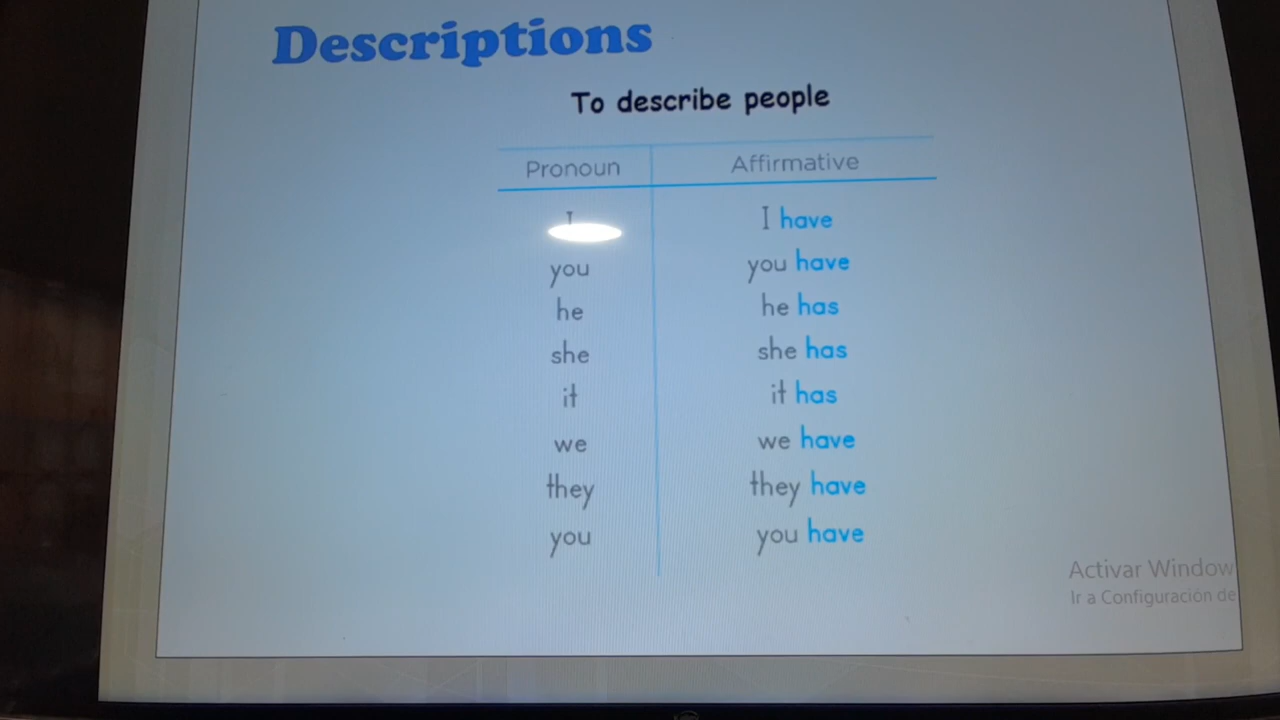 Descriptions
To describe people
Pronoun Affirmative
I I have
you you have
he he has
she she has
it it has
we we have
they they have
you you have
Activar Window
Ir a Configuración de